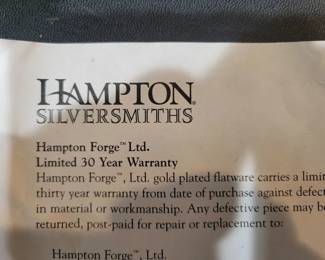 HAMPTON®
SILVERSMITHS
Hampton Forge™ Ltd.
Limited 30 Year Warranty
Hampton Forge™, Ltd. gold plated flatware carries a limit
thirty year warranty from date of purchase against defec
in material or workmanship. Any defective piece may be
returned, post-paid for repair or replacement to:
Hampton Forge, Ltd.